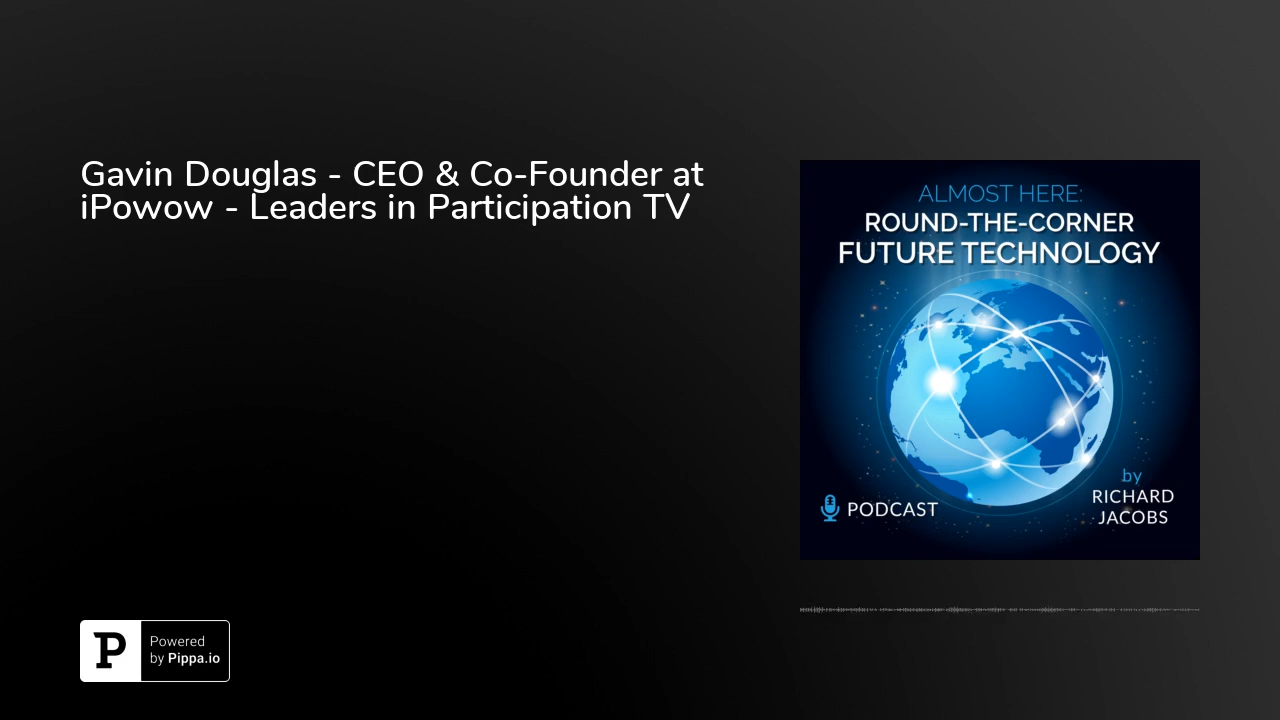 Gavin Douglas - CEO & Co-Founder at
iPowow - Leaders in Participation TV
ALMOST HERE:
ROUND-THE-CORNER
FUTURE TECHNOLOGY
by
RICHARD
JACOBS
PODCAST
P
Powered
by Pippa.io